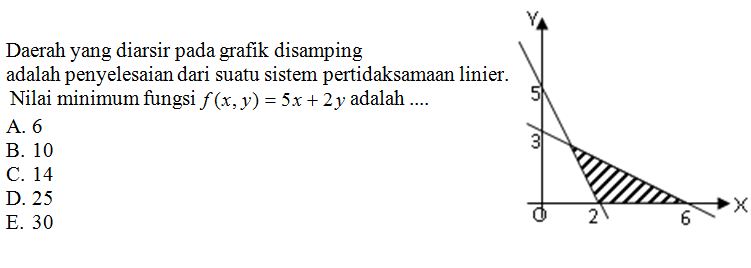 Daerah yang diarsir pada grafik disamping
adalah penyelesaian dari suatu sistem pertidaksamaan linier.
Nilai minimum fungsi f(x, y) = 5x + 2y adalah ....
A. 6
B. 10
C. 14
D. 25
E. 30
Y
5
3
O 2 6 X